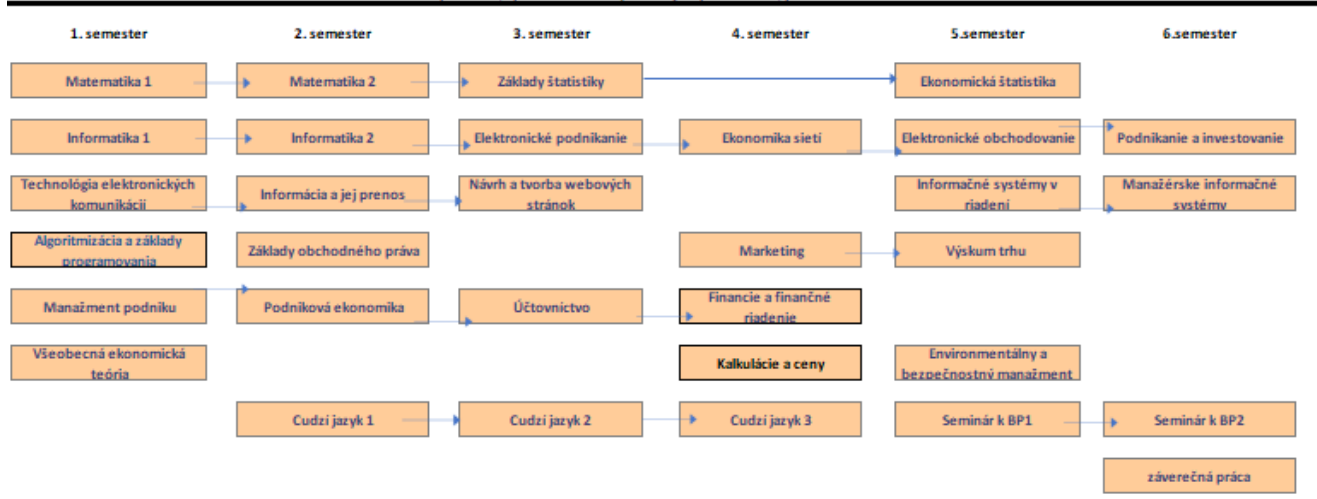 1. semester 2. semester 3. semester 4. semester 5.semester 6.semester
Matematika 1 Matematika 2 Základy štatistiky Ekonomická štatistika
Informatika 1 Informatika 2 Elektronické podnikanie Ekonomika sietí Elektronické obchodovanie Podnikanie a investovanie
Technológia elektronických
komunikácií
Informácia a jej prenos
Návrh a tvorba webových
stránok
Informačné systémy v
riadení
Manažérske informačné
systémy
Algoritmizácia a základy
programovania
Základy obchodného práva
Marketing
Výskum trhu
Manažment podniku
Podniková ekonomika
Účtovníctvo
Financie a finančné
riadenie
Všeobecná ekonomická
teória
Kalkulácie a ceny
Environmentálny a
bezpečnostný manažment
Cudzí jazyk 1 Cudzí jazyk 2 Cudzí jazyk 3 Seminár k BP1 Seminár k BP2
záverečná práca